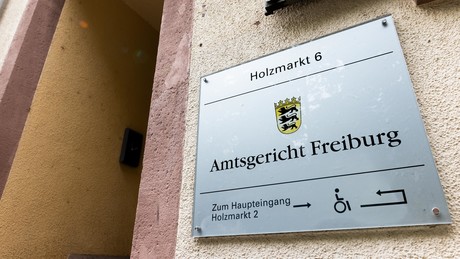 Holzmarkt 6
Amtsgericht Freiburg
Zum Haupteingang
Holzmarkt 2